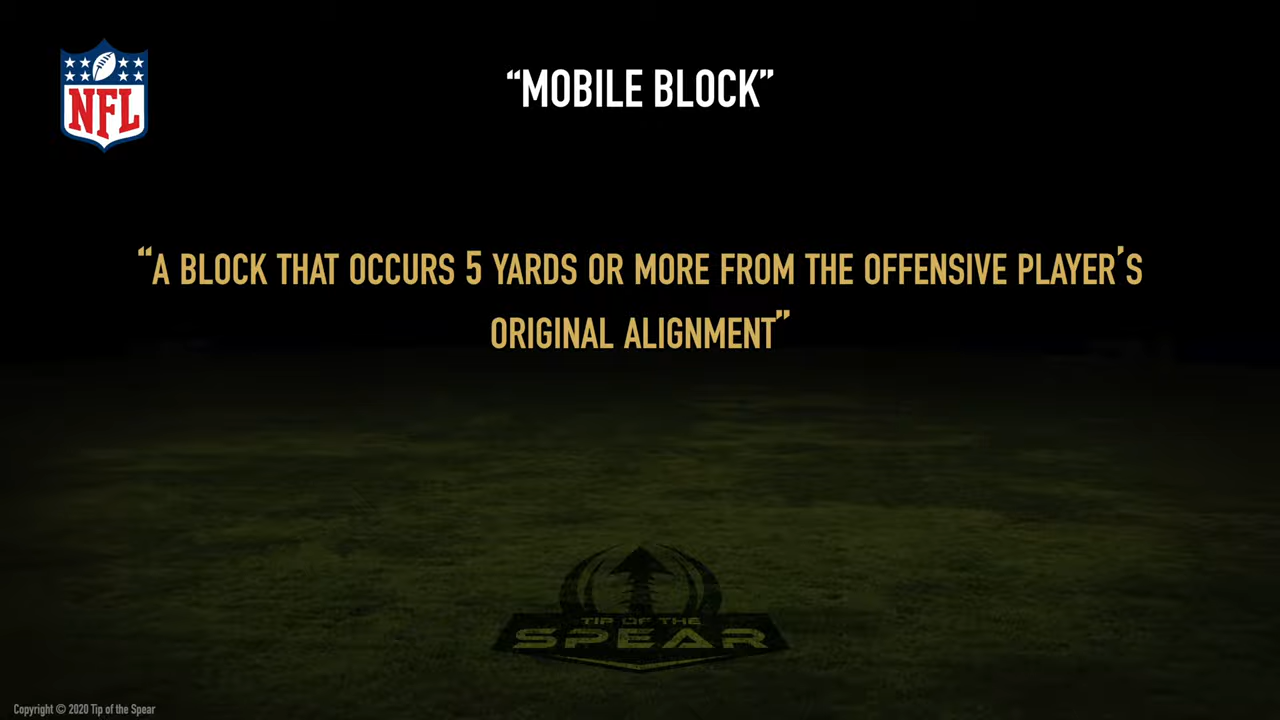 NFL
“MOBILE BLOCK”
“A BLOCK THAT OCCURS 5 YARDS OR MORE FROM THE OFFENSIVE PLAYER’S
ORIGINAL ALIGNMENT”
TIP OF THE
SPEAR
Copyright © 2020 Tip of the Spear